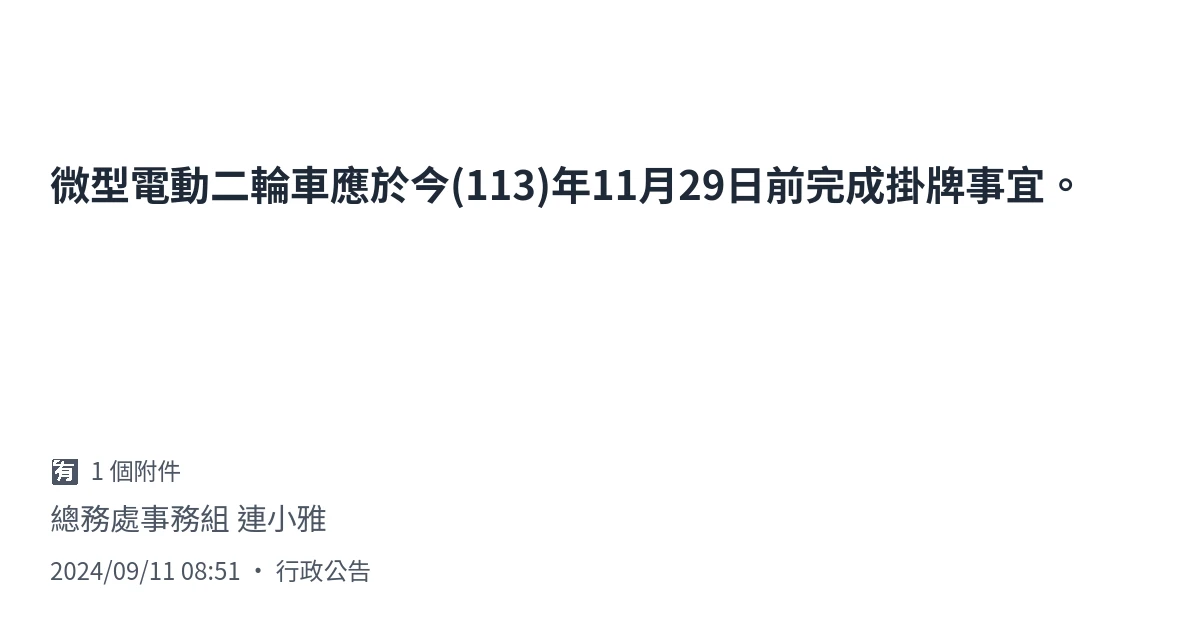 微型電動二輪車應於今(113)年11月29日前完成掛牌事宜。
有 1 個附件
總務處事務組 連小雅
2024/09/11 08:51 • 行政公告